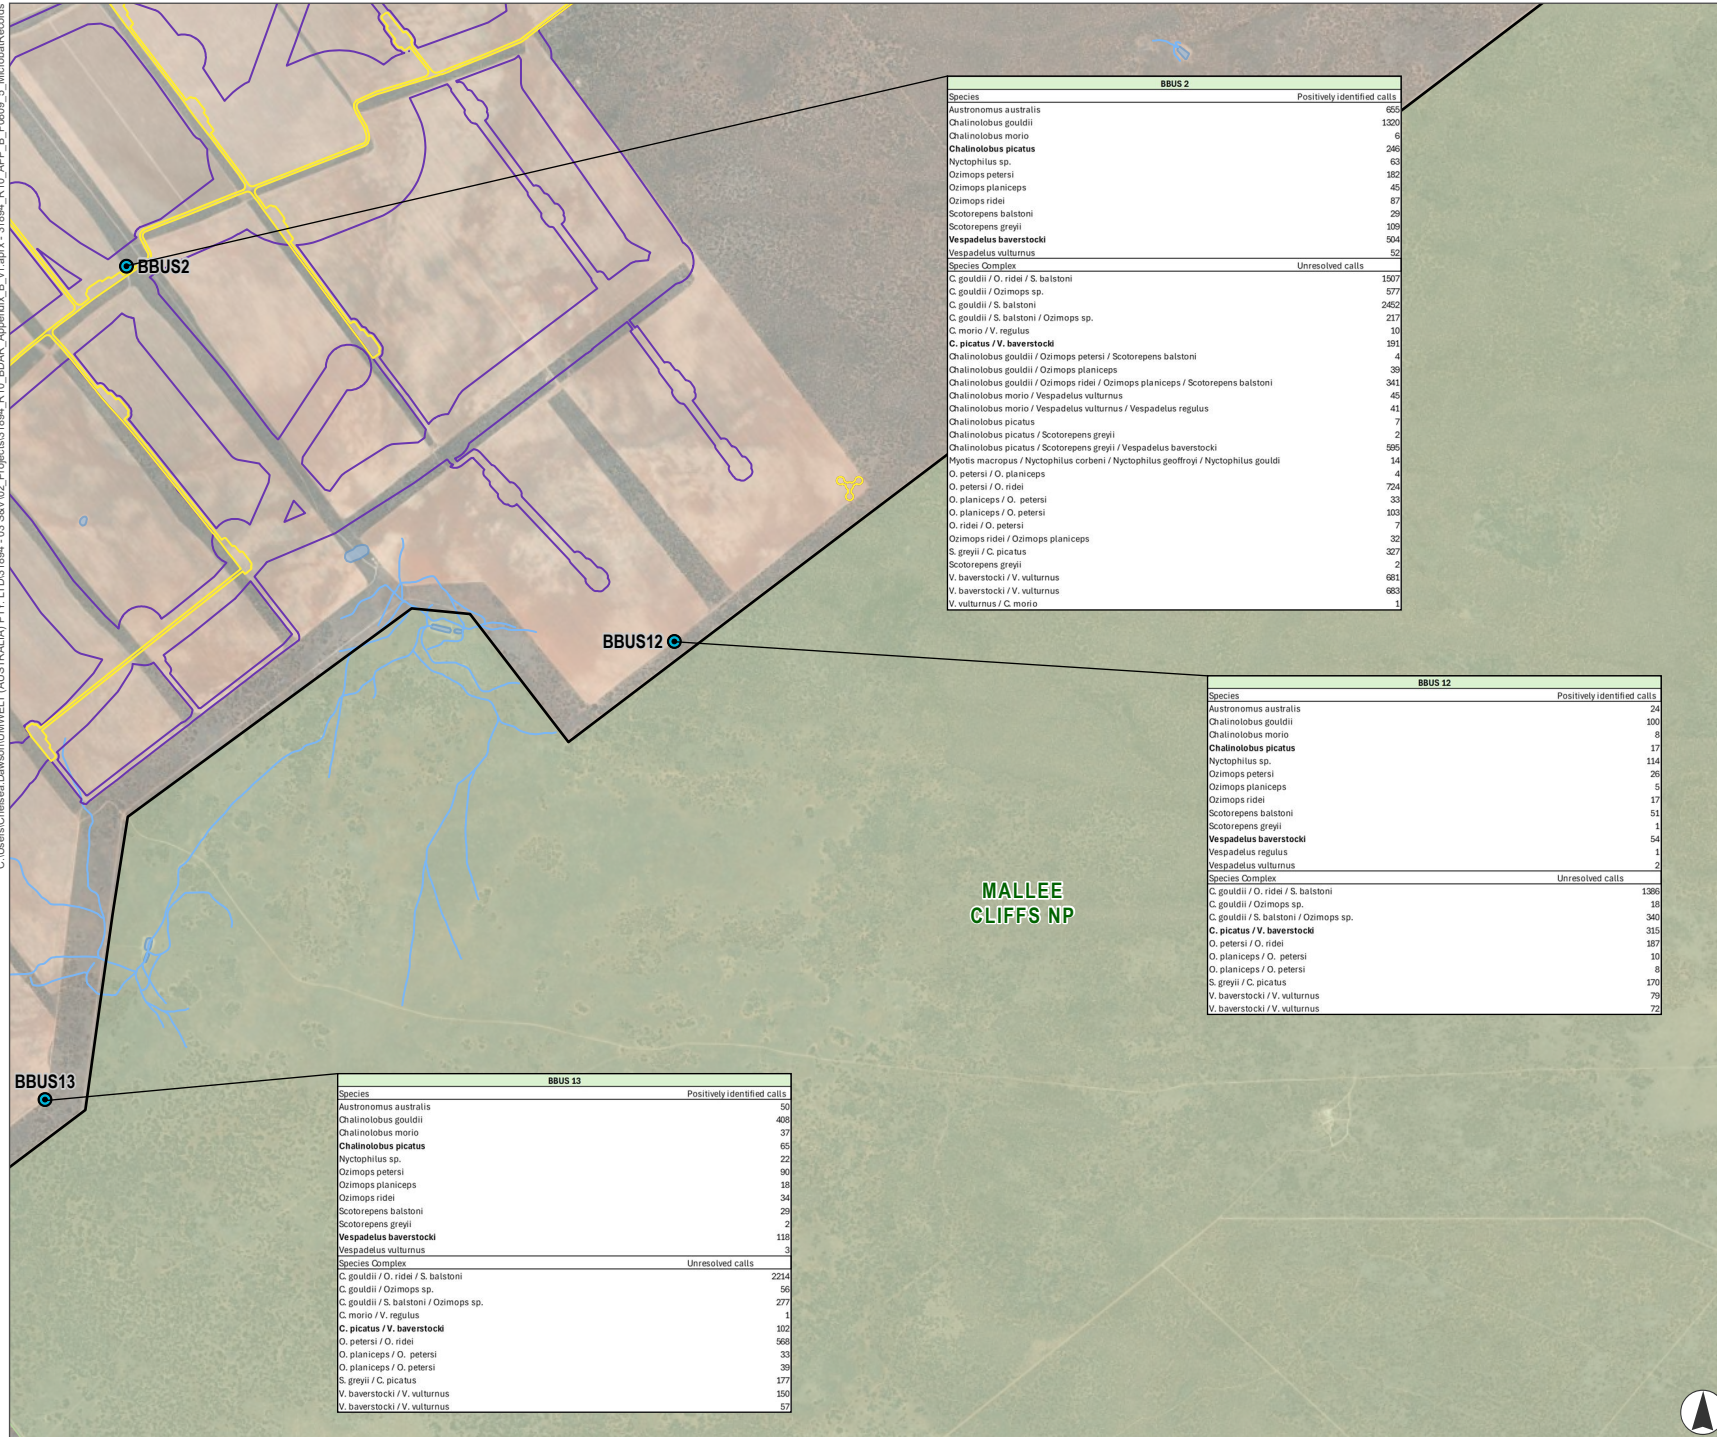 BBUS2
BBUS 2
Species Positively identified calls
Austronomus australis 655
Chalinolobus gouldii 1320
Chalinolobus morio 6
Chalinolobus picatus 246
Nyctophilus sp. 63
Ozimops petersi 182
Ozimops planiceps 45
Ozimops ridei 87
Scotorepens balstoni 29
Scotorepens greyii 109
Vespadelus baverstocki 504
Vespadelus vulturnus 52
Species Complex Unresolved calls
C. gouldii / O. ridei / S. balstoni 1507
C. gouldii / Ozimops sp. 577
C. gouldii / S. balstoni 2452
C. gouldii / S. balstoni / Ozimops sp. 217
C. morio / V. regulus 10
C. picatus / V. baverstocki 191
Chalinolobus gouldii / Ozimops petersi / Scotorepens balstoni 4
Chalinolobus gouldii / Ozimops planiceps 39
Chalinolobus gouldii / Ozimops ridei / Ozimops planiceps / Scotorepens balstoni 341
Chalinolobus morio / Vespadelus vulturnus 45
Chalinolobus morio / Vespadelus vulturnus / Vespadelus regulus 41
Chalinolobus picatus 7
Chalinolobus picatus / Scotorepens greyii 2
Chalinolobus picatus / Scotorepens greyii / Vespadelus baverstocki 595
Myotis macropus / Nyctophilus corbeni / Nyctophilus geoffroyi / Nyctophilus gouldi 14
O. petersi / O. planiceps 4
O. petersi / O. ridei 724
O. planiceps / O. petersi 33
O. planiceps / O. petersi 103
O. ridei / O. petersi 7
Ozimops ridei / Ozimops planiceps 32
S. greyii / C. picatus 327
Scotorepens greyii 2
V. baverstocki / V. vulturnus 681
V. baverstocki / V. vulturnus 683
V. vulturnus / C. morio 1
BBUS12
BBUS 12
Species Positively identified calls
Austronomus australis 24
Chalinolobus gouldii 100
Chalinolobus morio 8
Chalinolobus picatus 17
Nyctophilus sp. 114
Ozimops petersi 26
Ozimops planiceps 5
Ozimops ridei 17
Scotorepens balstoni 51
Scotorepens greyii 1
Vespadelus baverstocki 54
Vespadelus regulus 1
Vespadelus vulturnus 2
Species Complex Unresolved calls
C. gouldii / O. ridei / S. balstoni 1386
C. gouldii / Ozimops sp. 18
C. gouldii / S. balstoni / Ozimops sp. 340
C. picatus / V. baverstocki 315
O. petersi / O. ridei 187
O. planiceps / O. petersi 10
O. planiceps / O. petersi 8
S. greyii / C. picatus 170
V. baverstocki / V. vulturnus 79
V. baverstocki / V. vulturnus 72
MALLEE
CLIFFS NP
BBUS13
BBUS 13
Species Positively identified calls
Austronomus australis 50
Chalinolobus gouldii 408
Chalinolobus morio 37
Chalinolobus picatus 65
Nyctophilus sp. 22
Ozimops petersi 90
Ozimops planiceps 18
Ozimops ridei 34
Scotorepens balstoni 29
Scotorepens greyii 2
Vespadelus baverstocki 118
Vespadelus vulturnus 3
Species Complex Unresolved calls
C. gouldii / O. ridei / S. balstoni 2214
C. gouldii / Ozimops sp. 56
C. gouldii / S. balstoni / Ozimops sp. 277
C. morio / V. regulus 1
C. picatus / V. baverstocki 102
O. petersi / O. ridei 568
O. planiceps / O. petersi 33
O. planiceps / O. petersi 39
S. greyii / C. picatus 177
V. baverstocki / V. vulturnus 150
V. baverstocki / V. vulturnus 57